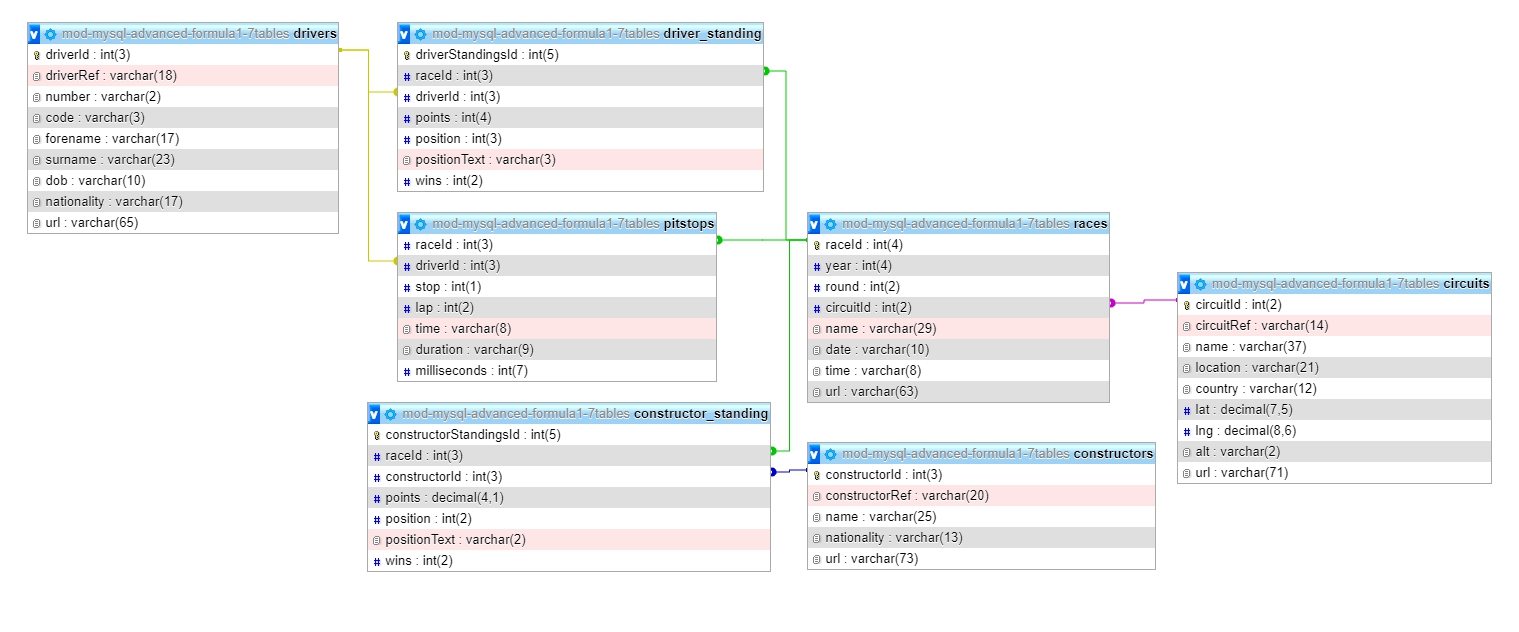 mod-mysql-advanced-formula1-7tables drivers
driverId : int(3)
driverRef : varchar(18)
number : varchar(2)
code : varchar(3)
forename : varchar(17)
surname : varchar(23)
dob : varchar(10)
nationality : varchar(17)
url : varchar(65)
mod-mysql-advanced-formula1-7tables driver_standing
driverStandingsId : int(5)
raceId : int(3)
driverId : int(3)
points : int(4)
position : int(3)
positionText : varchar(3)
wins : int(2)
mod-mysql-advanced-formula1-7tables pitstops
raceId : int(3)
driverId : int(3)
stop : int(1)
lap : int(2)
time : varchar(8)
duration : varchar(9)
milliseconds : int(7)
mod-mysql-advanced-formula1-7tables races
raceId : int(4)
year : int(4)
round : int(2)
circuitId : int(2)
name : varchar(29)
date : varchar(10)
time : varchar(8)
url : varchar(63)
mod-mysql-advanced-formula1-7tables circuits
circuitId : int(2)
circuitRef : varchar(14)
name : varchar(37)
location : varchar(21)
country : varchar(12)
lat : decimal(7,5)
lng : decimal(8,6)
alt : varchar(2)
url : varchar(71)
mod-mysql-advanced-formula1-7tables constructor_standing
constructorStandingsId : int(5)
raceId : int(3)
constructorId : int(3)
points : decimal(4,1)
position : int(2)
positionText : varchar(2)
wins : int(2)
mod-mysql-advanced-formula1-7tables constructors
constructorId : int(3)
constructorRef : varchar(20)
name : varchar(25)
nationality : varchar(13)
url : varchar(73)